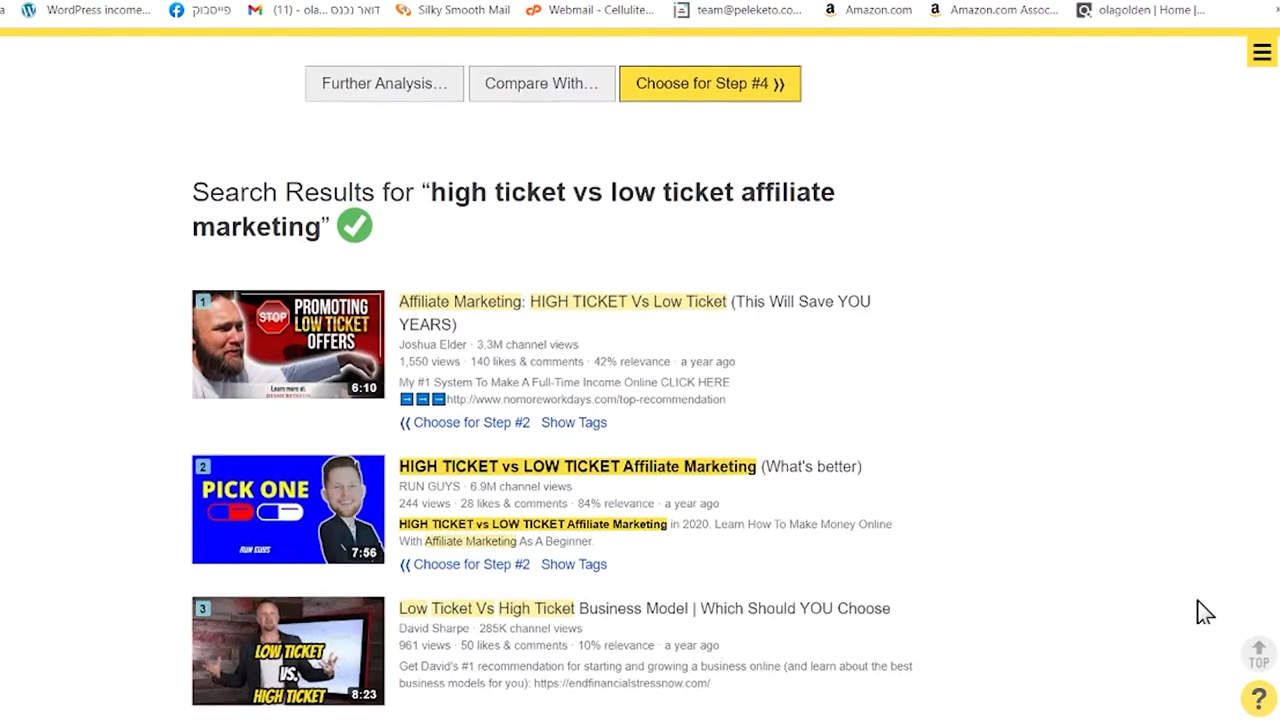 WordPress income...
פייסבוק
(11) - ola... דואר נכנס
Silky Smooth Mail
Webmail - Cellulite...
team@peleketo.co...
Amazon.com
Amazon.com Assoc...
olagolden | Home |...
Further Analysis…
Compare With…
Choose for Step #4 ⟩⟩
Search Results for “high ticket vs low ticket affiliate
marketing”
1
STOP
PROMOTING
LOW TICKET
OFFERS
Learn more at:
6:10
Affiliate Marketing: HIGH TICKET Vs Low Ticket (This Will Save YOU
YEARS)
Joshua Elder · 3.3M channel views
1,550 views · 140 likes & comments · 42% relevance · a year ago
My #1 System To Make A Full-Time Income Online CLICK HERE
➡➡➡http://www.nomoreworkdays.com/top-recommendation
⟨⟨ Choose for Step #2 Show Tags
2
PICK ONE
RUN GUYS
7:56
HIGH TICKET vs LOW TICKET Affiliate Marketing (What's better)
RUN GUYS · 6.9M channel views
244 views · 28 likes & comments · 84% relevance · a year ago
HIGH TICKET vs LOW TICKET Affiliate Marketing in 2020. Learn How To Make Money Online
With Affiliate Marketing As A Beginner.
⟨⟨ Choose for Step #2 Show Tags
3
LOW TICKET
VS.
HIGH TICKET
8:23
Low Ticket Vs High Ticket Business Model | Which Should YOU Choose
David Sharpe · 285K channel views
961 views · 50 likes & comments · 10% relevance · a year ago
Get David's #1 recommendation for starting and growing a business online (and learn about the best
business models for you): https://endfinancialstressnow.com/
TOP
?